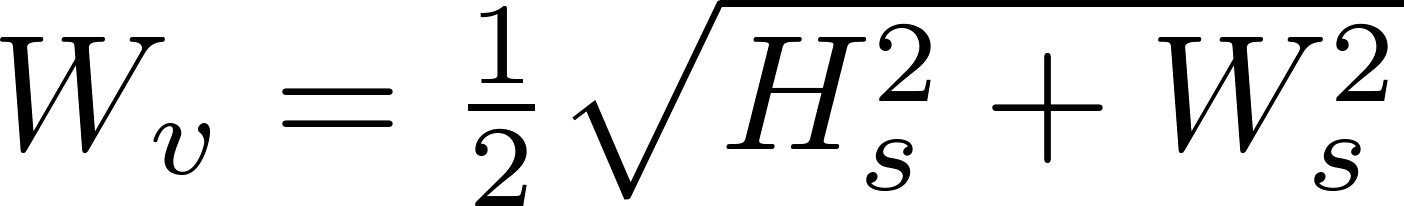 W_v = \frac{1}{2} \sqrt{H_s^2 + W_s^2}